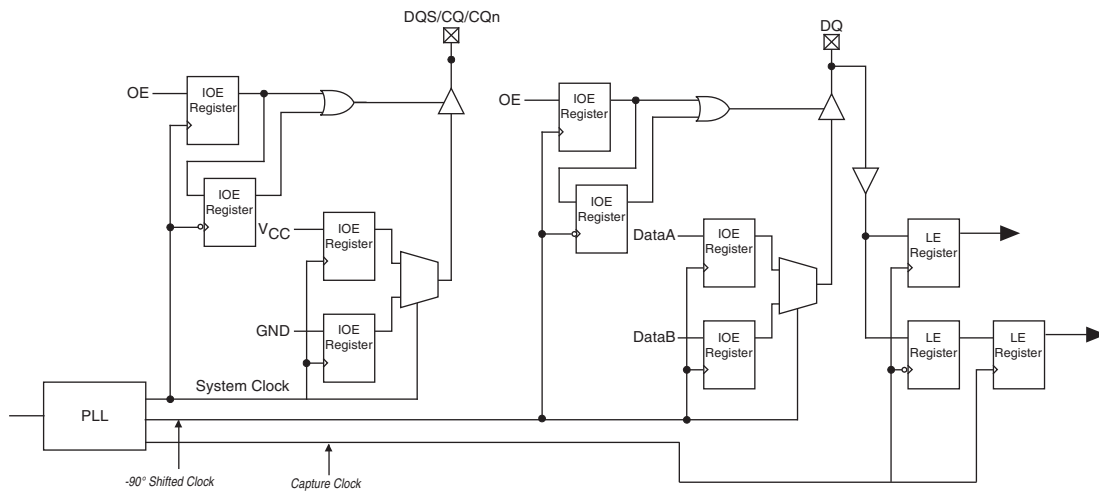 DQS/CQ/CQn
DQ
OE
IOE
Register
OE
IOE
Register
IOE
Register
IOE
Register
VCC
IOE
Register
DataA
IOE
Register
LE
Register
GND
IOE
Register
DataB
IOE
Register
LE
Register
LE
Register
System Clock
PLL
-90° Shifted Clock
Capture Clock